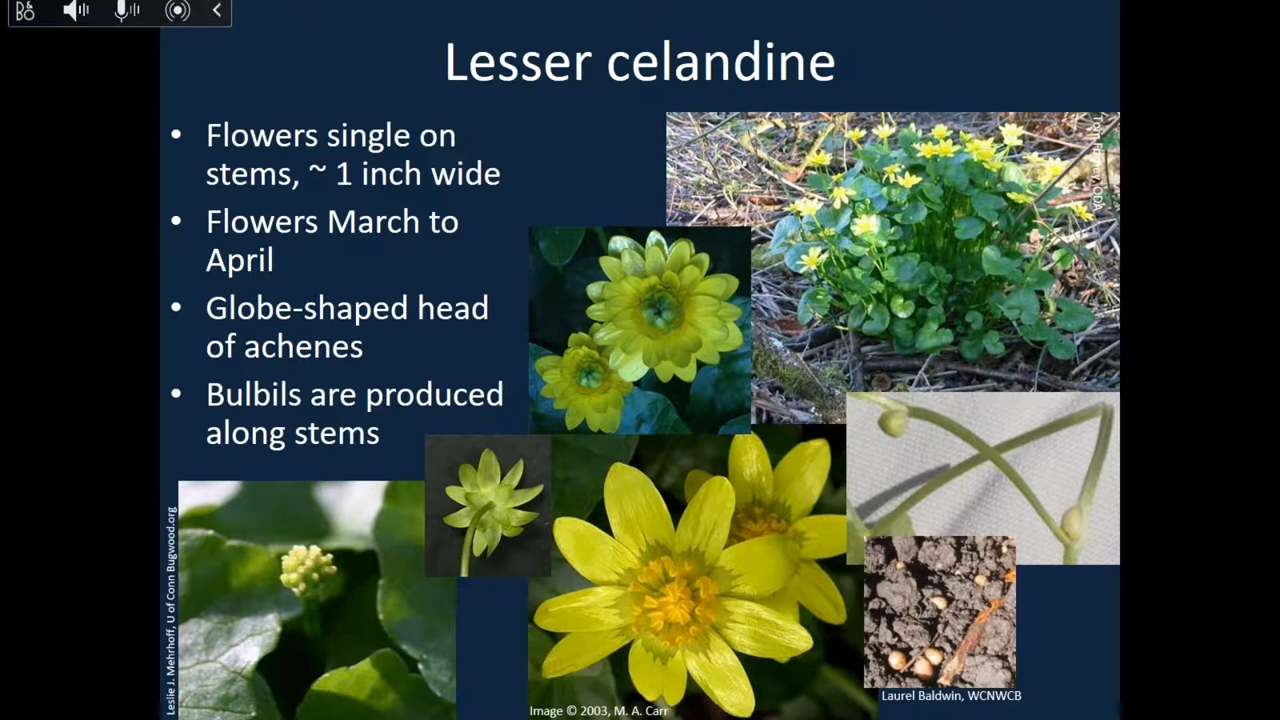 Lesser celandine
• Flowers single on
stems, ~ 1 inch wide
• Flowers March to
April
• Globe-shaped head
of achenes
• Bulbils are produced
along stems
Leslie J. Mehrhoff, U of Conn Bugwood.org
Image © 2003, M. A. Carr
Laurel Baldwin, WCNWCB
ODA